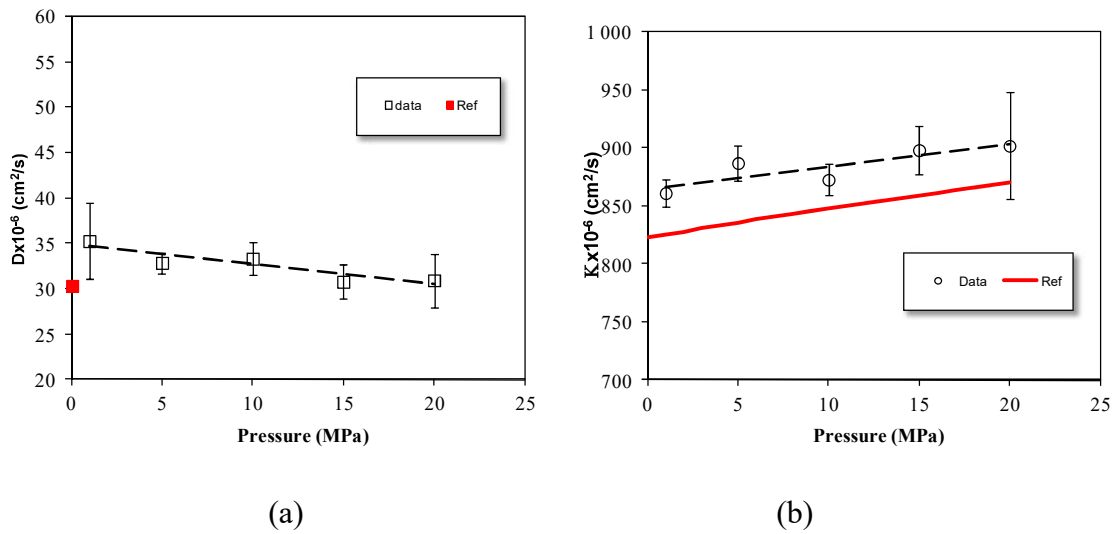 60
55
50
45
40
35
30
25
20
Dx10⁻⁶ (cm²/s)
data Ref
0 5 10 15 20 25
Pressure (MPa)
(a)
1 000
950
900
850
800
750
700
K x10⁻⁶ (cm²/s)
Data Ref
0 5 10 15 20 25
Pressure (MPa)
(b)